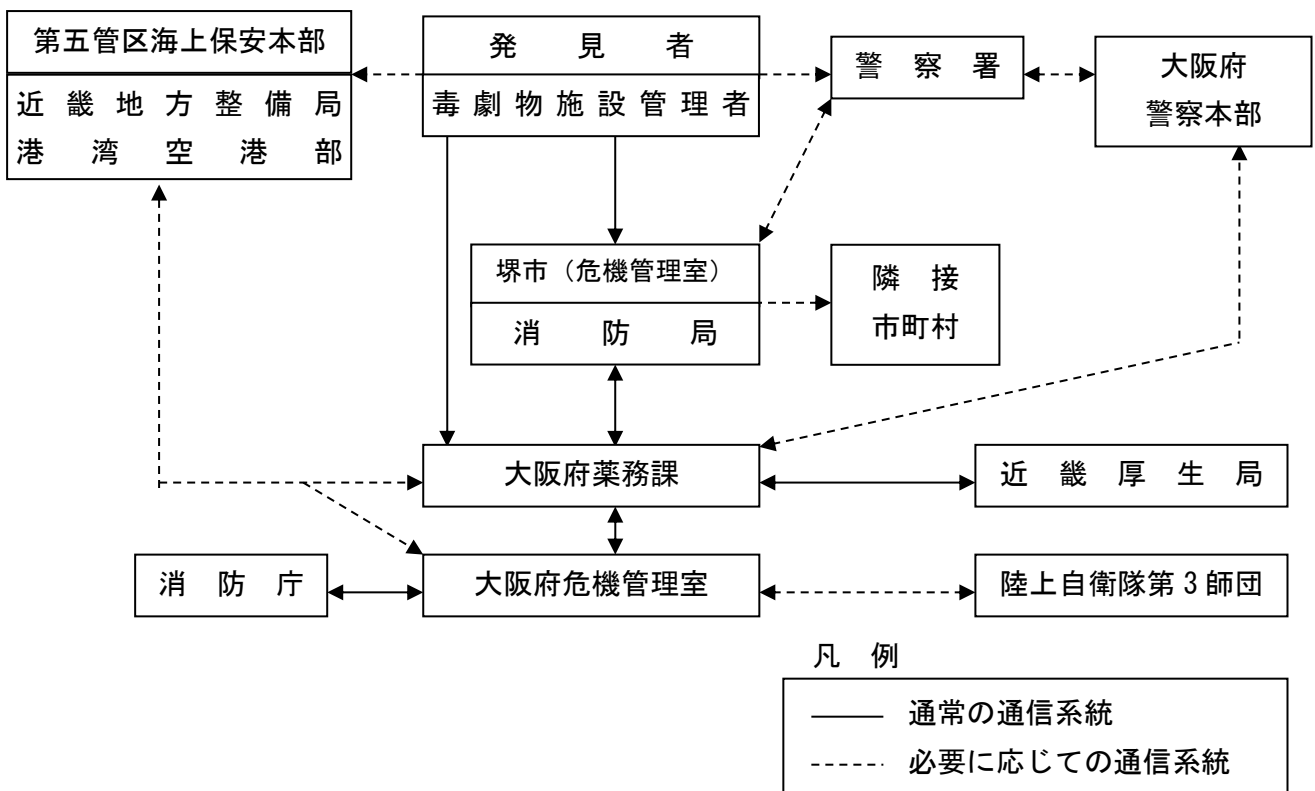 第五管区海上保安本部
近畿地方整備局
港湾空港部
発見者
毒劇物施設管理者
警察署
大阪府
警察本部
堺市（危機管理室）
消防局
隣接
市町村
大阪府薬務課
近畿厚生局
消防庁
大阪府危機管理室
陸上自衛隊第3師団
凡例
通常の通信系統
必要に応じての通信系統